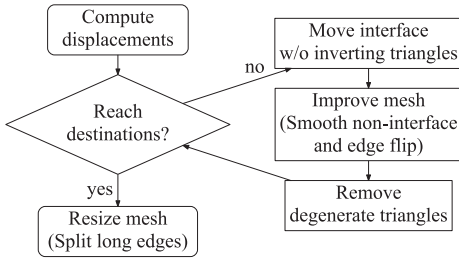 Compute
displacements
Reach
destinations?
no
yes
Resize mesh
(Split long edges)
Move interface
w/o inverting triangles
Improve mesh
(Smooth non-interface
and edge flip)
Remove
degenerate triangles